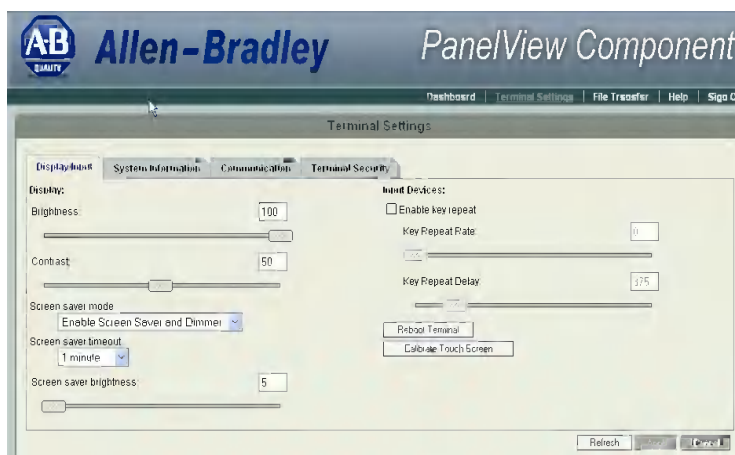 A·B
QUALITY
Allen-Bradley
PanelView Component
Dashboard | Terminal Settings | File Transfer | Help | Sign O
Terminal Settings
Display/Input System Information Communication Terminal Security
Display:
Brightness: 100
Contrast: 50
Screen saver mode
Enable Screen Saver and Dimmer
Screen saver timeout
1 minute
Screen saver brightness 5
Input Devices:
Enable key repeat
Key Repeat Rate: 0
Key Repeat Delay 375
Reboot Terminal
Calibrate Touch Screen
Refresh Cancel